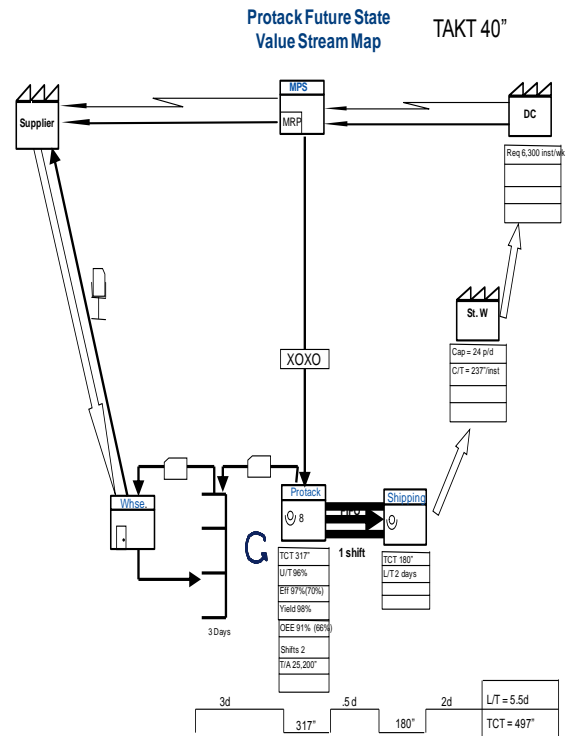 Protack Future State
Value Stream Map
TAKT 40”
MPS
MRP
Supplier
DC
Req 6,300 inst/wk
St. W
Cap = 24 p/d
C/T = 237”/inst
XOXO
Whse.
Protack
8
Shipping
FIFO
1 shift
TCT 317”
U/T 96%
Eff 97%(70%)
Yield 98%
OEE 91% (66%)
Shifts 2
T/A 25,200”
TCT 180”
L/T 2 days
3 Days
3d
.5 d
2d
L/T = 5.5d
317”
180”
TCT = 497”